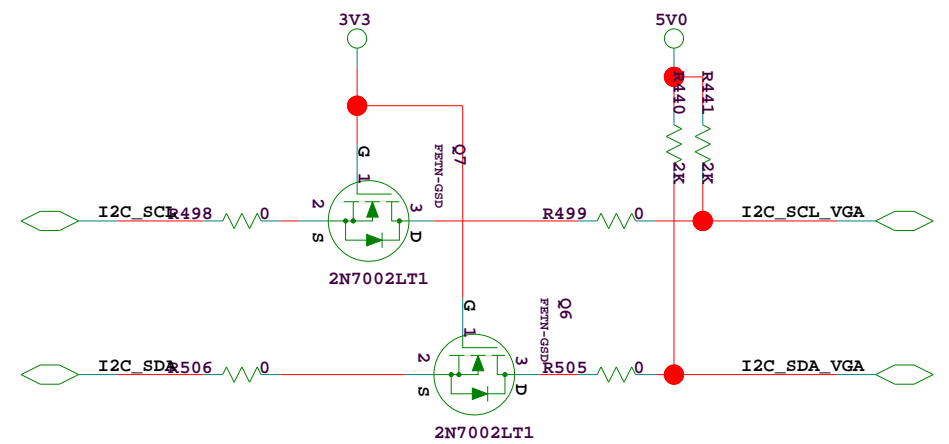 3V3
5V0
R440
R441
2K
2K
G
1
Q7
FETN-GSD
I2C_SCL
R498
0
2
S
3
D
R499
0
I2C_SCL_VGA
2N7002LT1
G
1
Q6
FETN-GSD
I2C_SDA
R506
0
2
S
3
D
R505
0
I2C_SDA_VGA
2N7002LT1